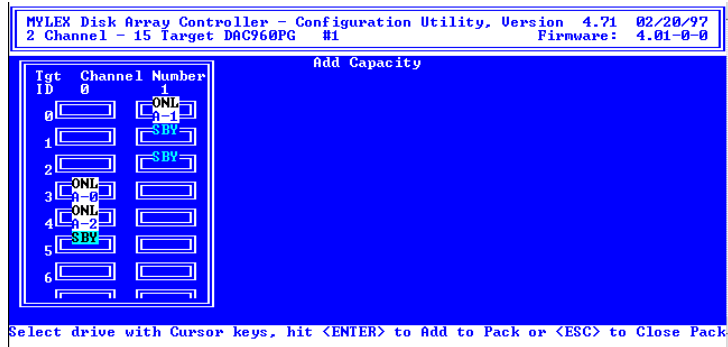 MYLEX Disk Array Controller – Configuration Utility, Version 4.71 02/20/97
2 Channel – 15 Target DAC960PG #1 Firmware: 4.01-0-0
Add Capacity
Tgt Channel Number
ID 0 1
ONL
0 A-1
SBY
1
SBY
2
ONL
3 A-0
ONL
4 A-2
SBY
5
6
Select drive with Cursor keys, hit <ENTER> to Add to Pack or <ESC> to Close Pack